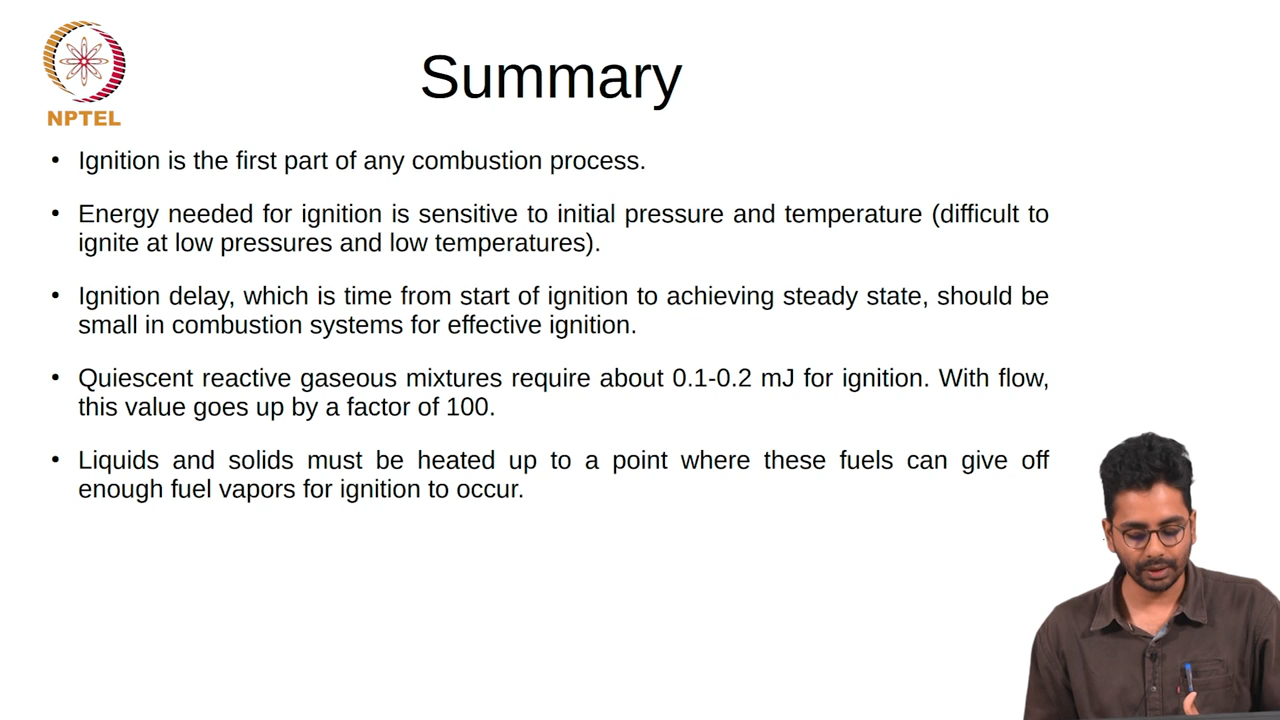 NPTEL
Summary
• Ignition is the first part of any combustion process.
• Energy needed for ignition is sensitive to initial pressure and temperature (difficult to
ignite at low pressures and low temperatures).
• Ignition delay, which is time from start of ignition to achieving steady state, should be
small in combustion systems for effective ignition.
• Quiescent reactive gaseous mixtures require about 0.1-0.2 mJ for ignition. With flow,
this value goes up by a factor of 100.
• Liquids and solids must be heated up to a point where these fuels can give off
enough fuel vapors for ignition to occur.